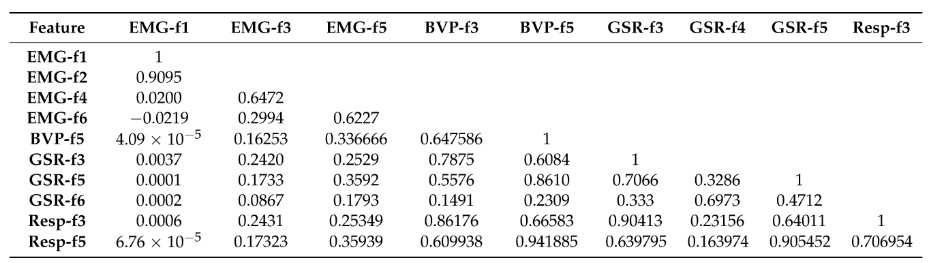 Feature EMG-f1 EMG-f3 EMG-f5 BVP-f3 BVP-f5 GSR-f3 GSR-f4 GSR-f5 Resp-f3
EMG-f1 1
EMG-f2 0.9095
EMG-f4 0.0200 0.6472
EMG-f6 −0.0219 0.2994 0.6227
BVP-f5 4.09 × 10⁻⁵ 0.16253 0.336666 0.647586 1
GSR-f3 0.0037 0.2420 0.2529 0.7875 0.6084 1
GSR-f5 0.0001 0.1733 0.3592 0.5576 0.8610 0.7066 0.3286 1
GSR-f6 0.0002 0.0867 0.1793 0.1491 0.2309 0.333 0.6973 0.4712
Resp-f3 0.0006 0.2431 0.25349 0.86176 0.66583 0.90413 0.23156 0.64011 1
Resp-f5 6.76 × 10⁻⁵ 0.17323 0.35939 0.609938 0.941885 0.639795 0.163974 0.905452 0.706954